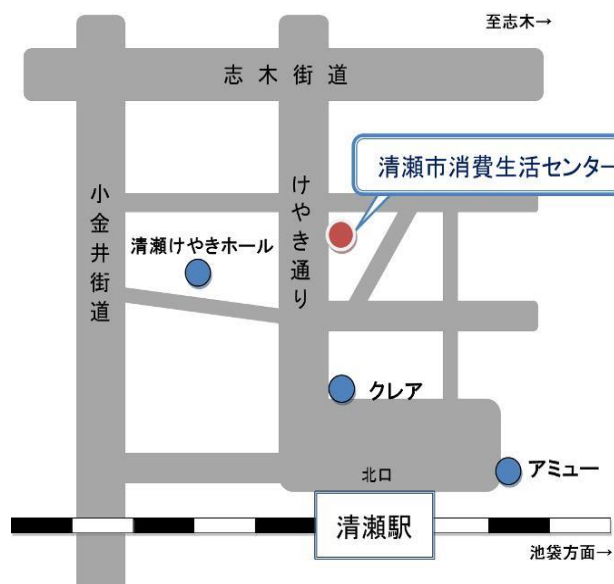 至志木→
志木街道
清瀬市消費生活センター
小金井街道
けやき通り
清瀬けやきホール
クレア
北口
アミュー
清瀬駅
池袋方面→